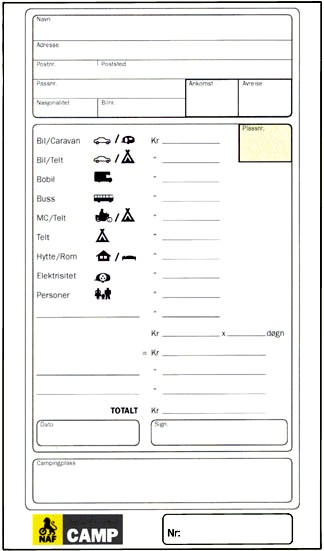 Navn
Adresse
Postnr. Poststed
Passnr. Ankomst Avreise
Nasjonalitet Bilnr.
Plassnr.
Bil/Caravan / Kr
Bil/Telt / "
Bobil "
Buss "
MC/Telt / "
Telt "
Hytte/Rom / "
Elektrisitet "
Personer "
"
Kr x døgn
= Kr
"
"
TOTALT Kr
Dato Sign.
Campingplass
NAF CAMP Nr: